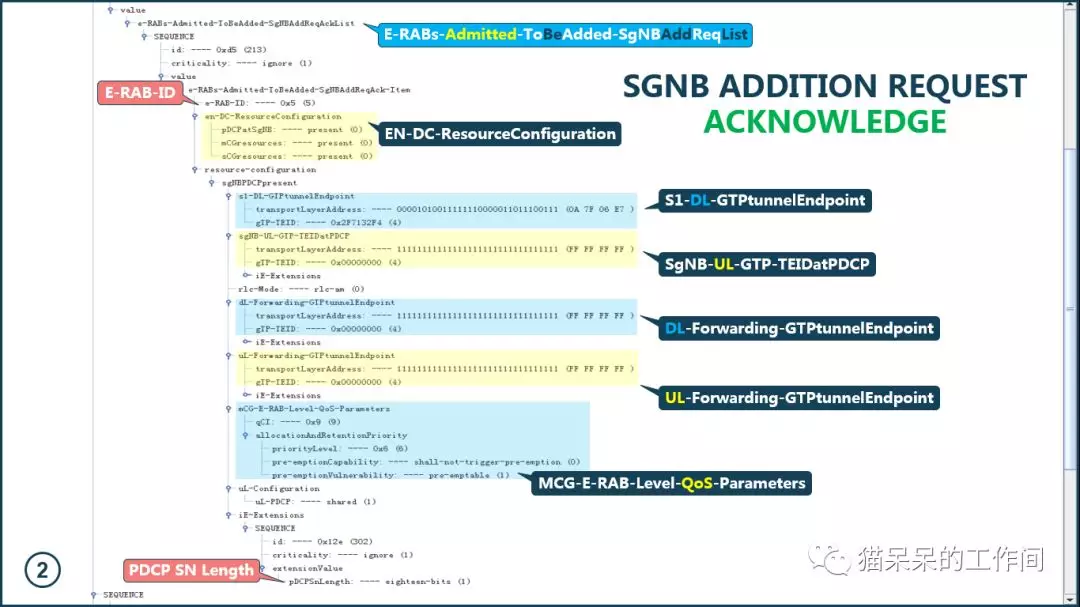 value
e-RABs-Admitted-ToBeAdded-SgNBAddReqAckList
E-RABs-Admitted-ToBeAdded-SgNBAddReqList
SEQUENCE
id: ---- 0xd5 (213)
criticality: ---- ignore (1)
value
SGNB ADDITION REQUEST
ACKNOWLEDGE
E-RAB-ID
e-RABs-Admitted-ToBeAdded-SgNBAddReqAck-Item
e-RAB-ID: ---- 0x5 (5)
en-DC-ResourceConfiguration
EN-DC-ResourceConfiguration
pDCPatSgNB: ---- present (0)
mCGresources: ---- present (0)
sCGresources: ---- present (0)
resource-configuration
sgNBPDCPpresent
s1-DL-GTPtunnelEndpoint
S1-DL-GTPtunnelEndpoint
transportLayerAddress: ---- 00001010011111110000011011100111 (0A 7F 06 E7 )
gTP-TEID: ---- 0x2F7132F4 (4)
sgNB-UL-GTP-TEIDatPDCP
transportLayerAddress: ---- 11111111111111111111111111111111 (FF FF FF FF )
SgNB-UL-GTP-TEIDatPDCP
gTP-TEID: ---- 0x00000000 (4)
iE-Extensions
rlc-Mode: ---- rlc-am (0)
dL-Forwarding-GTPtunnelEndpoint
transportLayerAddress: ---- 11111111111111111111111111111111 (FF FF FF FF )
DL-Forwarding-GTPtunnelEndpoint
gTP-TEID: ---- 0x00000000 (4)
iE-Extensions
uL-Forwarding-GTPtunnelEndpoint
transportLayerAddress: ---- 11111111111111111111111111111111 (FF FF FF FF )
gTP-TEID: ---- 0x00000000 (4)
UL-Forwarding-GTPtunnelEndpoint
iE-Extensions
mCG-E-RAB-Level-QoS-Parameters
qCI: ---- 0x9 (9)
allocationAndRetentionPriority
priorityLevel: ---- 0x6 (6)
pre-emptionCapability: ---- shall-not-trigger-pre-emption (0)
pre-emptionVulnerability: ---- pre-emptable (1)
MCG-E-RAB-Level-QoS-Parameters
uL-Configuration
uL-PDCP: ---- shared (1)
iE-Extensions
SEQUENCE
id: ---- 0x12e (302)
criticality: ---- ignore (1)
extensionValue
PDCP SN Length
pDCPSnLength: ---- eighteen-bits (1)
SEQUENCE
2
猫呆呆的工作间